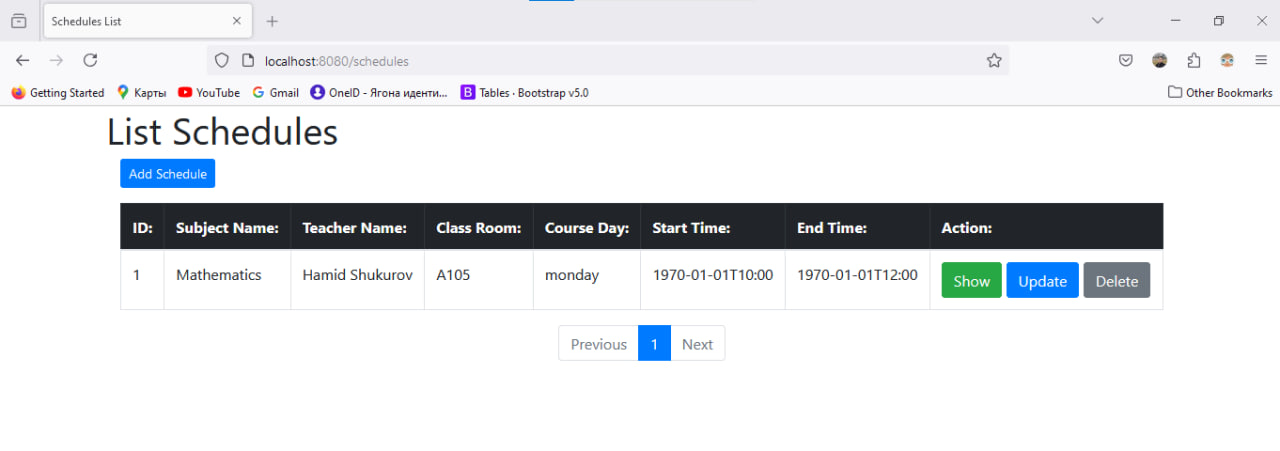 Schedules List
localhost:8080/schedules
Getting Started Карты YouTube Gmail OneID - Ягона иденти... Tables · Bootstrap v5.0 Other Bookmarks
List Schedules
Add Schedule
ID: Subject Name: Teacher Name: Class Room: Course Day: Start Time: End Time: Action:
1 Mathematics Hamid Shukurov A105 monday 1970-01-01T10:00 1970-01-01T12:00 Show Update Delete
Previous 1 Next